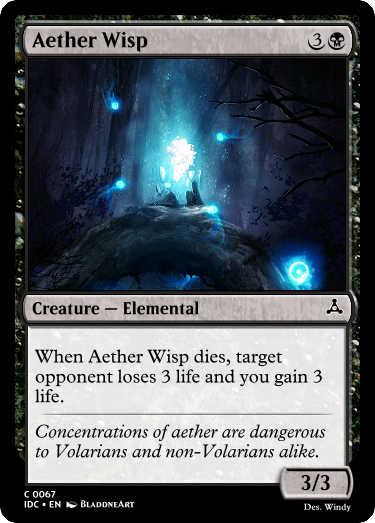 Aether Wisp 3
Creature — Elemental
When Aether Wisp dies, target
opponent loses 3 life and you gain 3
life.
Concentrations of aether are dangerous
to Volarians and non-Volarians alike.
3/3
C 0067
IDC • EN BLADDNEART
Des. Windy